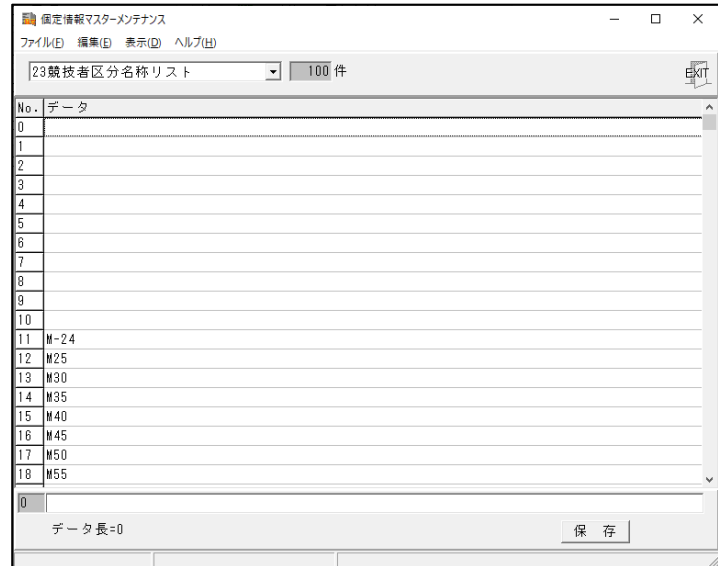 個定情報マスターメンテナンス
ファイル(F) 編集(E) 表示(D) ヘルプ(H)
23競技者区分名称リスト 100 件 EXIT
No. データ
0
1
2
3
4
5
6
7
8
9
10
11 M-24
12 M25
13 M30
14 M35
15 M40
16 M45
17 M50
18 M55
0
データ長=0 保 存